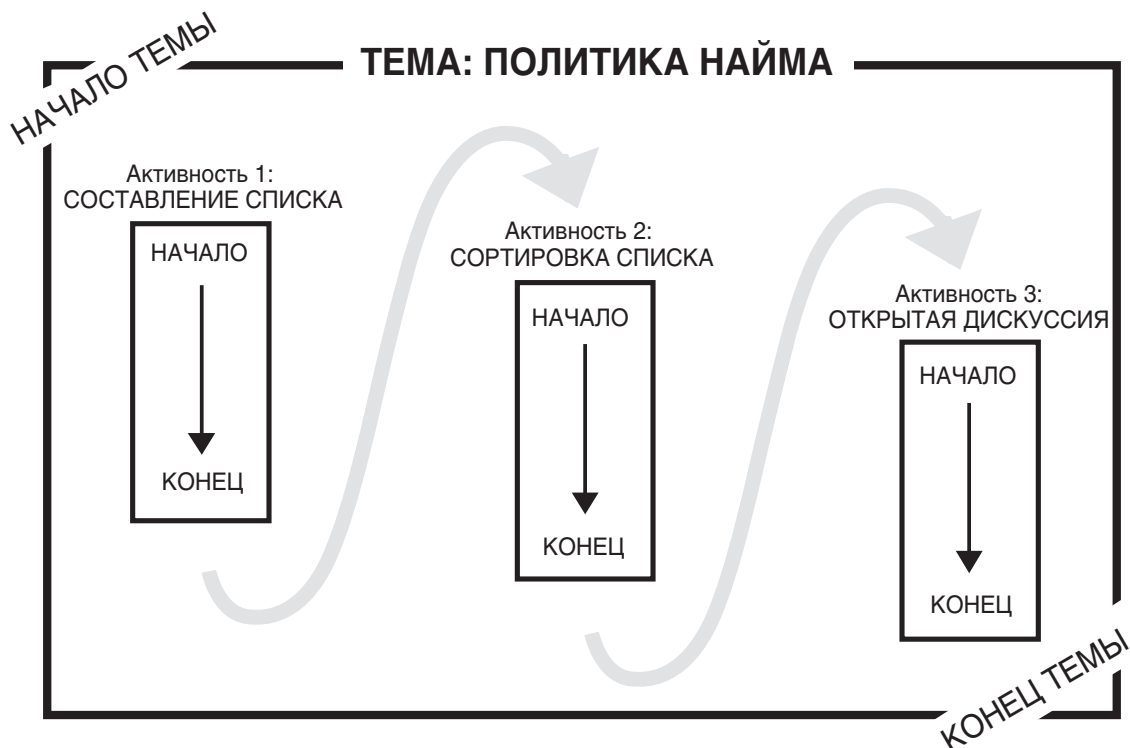 НАЧАЛО ТЕМЫ
ТЕМА: ПОЛИТИКА НАЙМА
Активность 1:
СОСТАВЛЕНИЕ СПИСКА
НАЧАЛО
КОНЕЦ
Активность 2:
СОРТИРОВКА СПИСКА
НАЧАЛО
КОНЕЦ
Активность 3:
ОТКРЫТАЯ ДИСКУССИЯ
НАЧАЛО
КОНЕЦ
КОНЕЦ ТЕМЫ